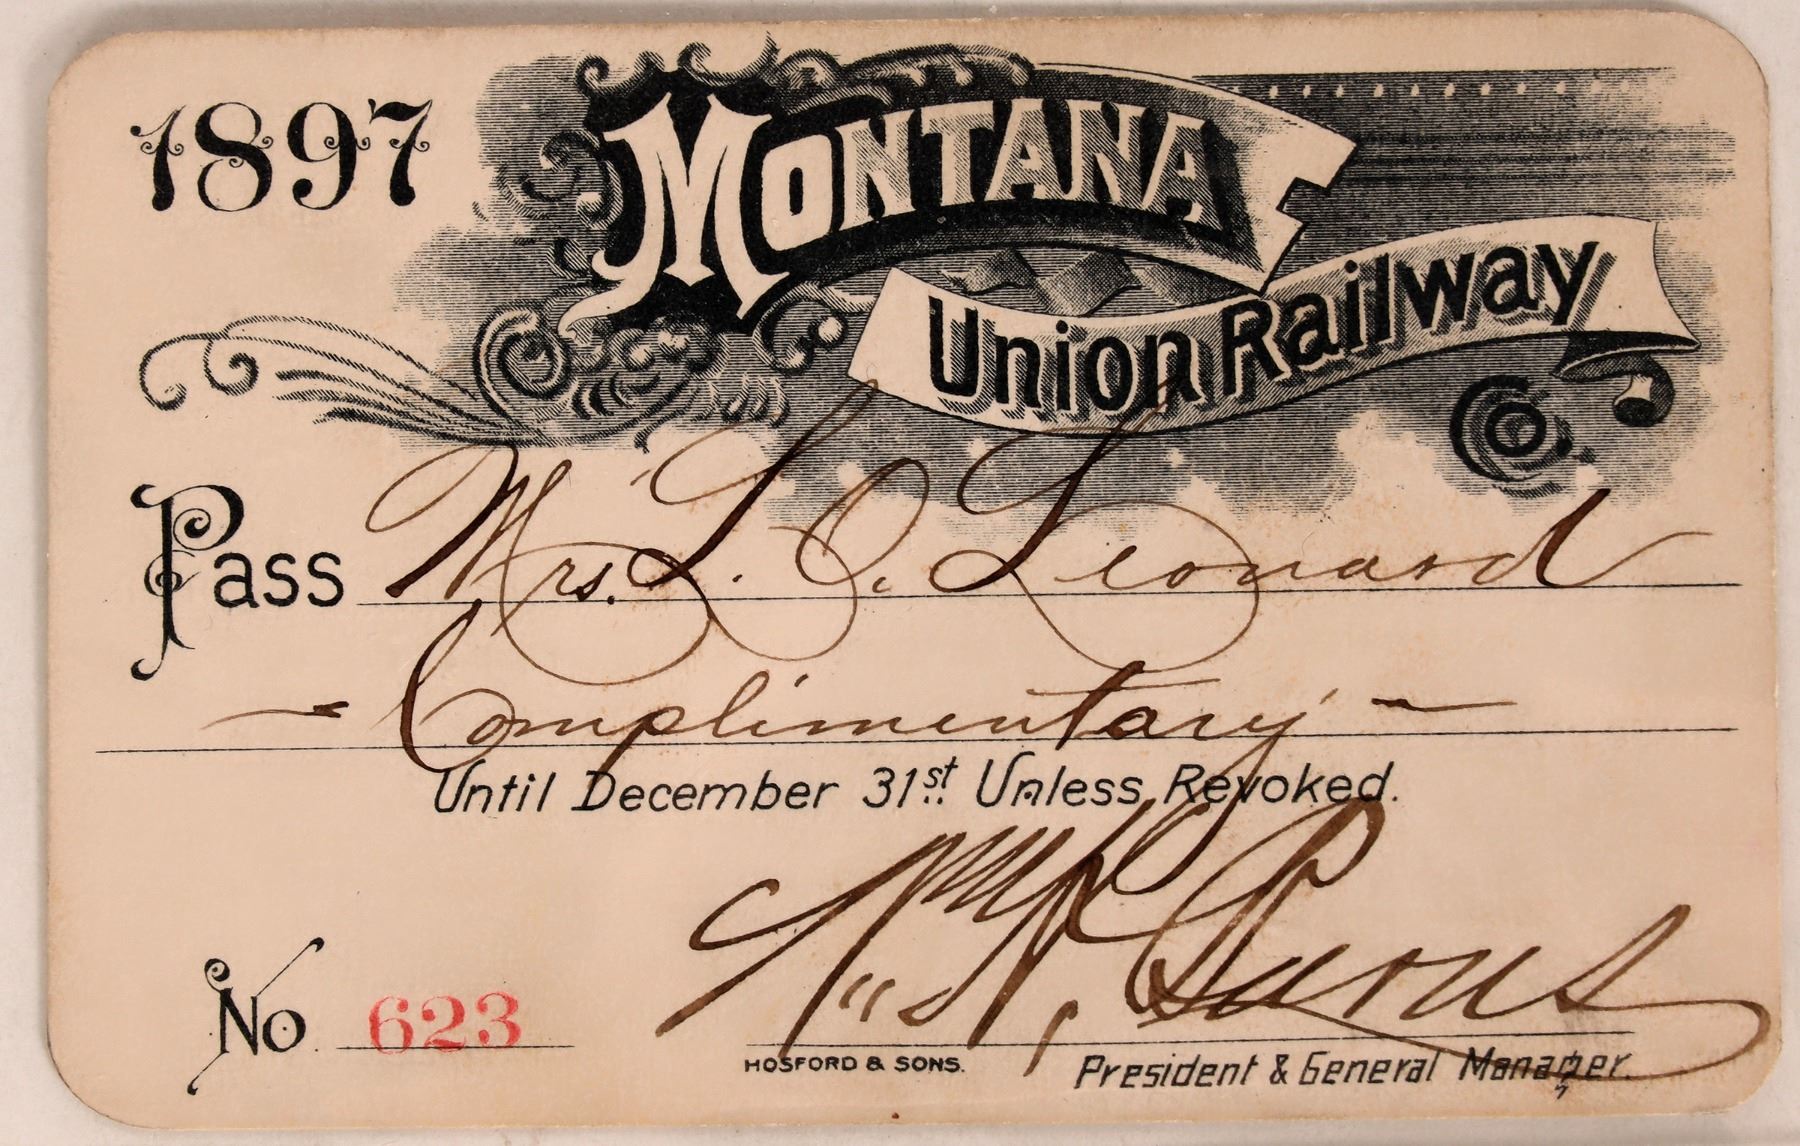 1897
MONTANA
Union Railway
Co.
Pass Mrs. L. O. Leonard
- Complimentary -
Until December 31st Unless Revoked.
No 623
HOSFORD & SONS.
President & General Manager.